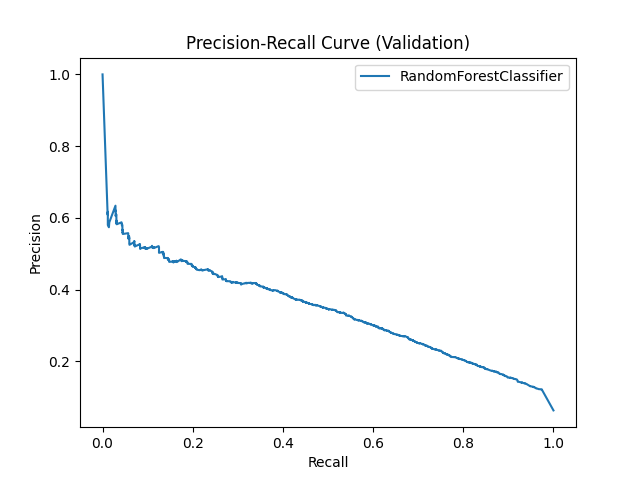 Precision-Recall Curve (Validation)
RandomForestClassifier
1.0
0.8
0.6
0.4
0.2
Precision
0.0 0.2 0.4 0.6 0.8 1.0
Recall